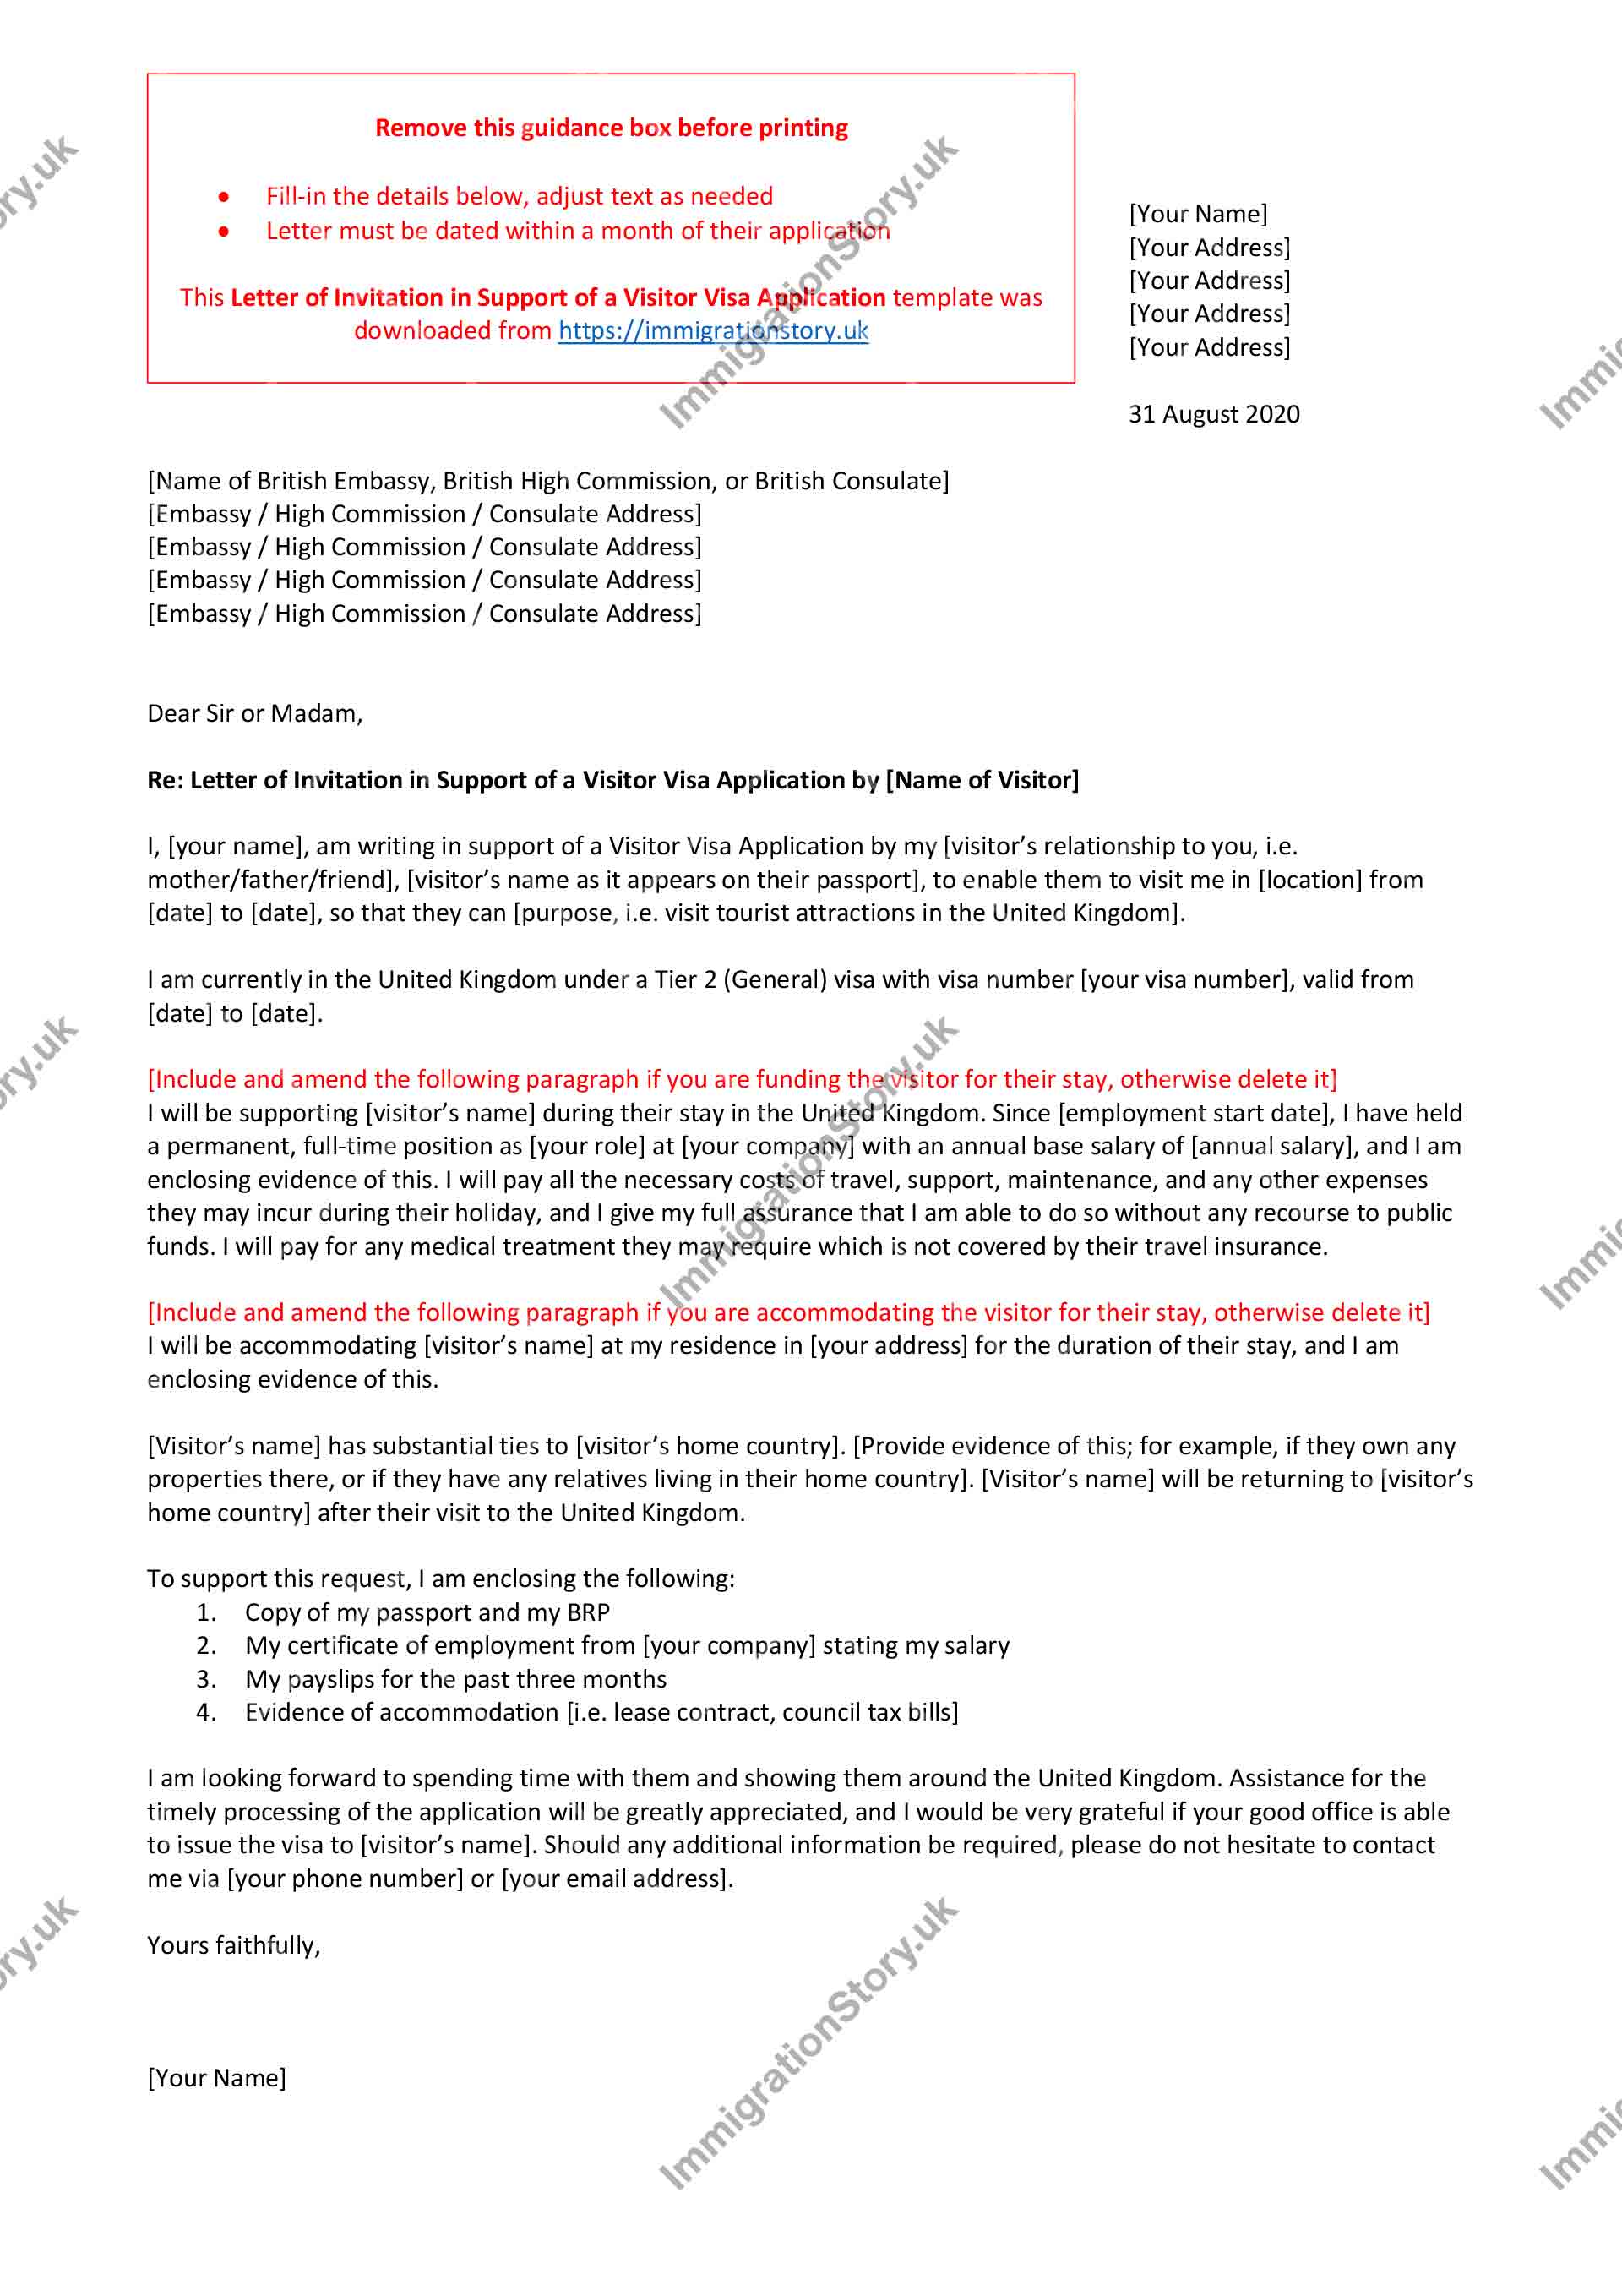 Remove this guidance box before printing
• Fill-in the details below, adjust text as needed
• Letter must be dated within a month of their application
This Letter of Invitation in Support of a Visitor Visa Application template was
downloaded from https://immigrationstory.uk
[Your Name]
[Your Address]
[Your Address]
[Your Address]
[Your Address]
31 August 2020
[Name of British Embassy, British High Commission, or British Consulate]
[Embassy / High Commission / Consulate Address]
[Embassy / High Commission / Consulate Address]
[Embassy / High Commission / Consulate Address]
[Embassy / High Commission / Consulate Address]
Dear Sir or Madam,
Re: Letter of Invitation in Support of a Visitor Visa Application by [Name of Visitor]
I, [your name], am writing in support of a Visitor Visa Application by my [visitor’s relationship to you, i.e.
mother/father/friend], [visitor’s name as it appears on their passport], to enable them to visit me in [location] from
[date] to [date], so that they can [purpose, i.e. visit tourist attractions in the United Kingdom].
I am currently in the United Kingdom under a Tier 2 (General) visa with visa number [your visa number], valid from
[date] to [date].
[Include and amend the following paragraph if you are funding the visitor for their stay, otherwise delete it]
I will be supporting [visitor’s name] during their stay in the United Kingdom. Since [employment start date], I have held
a permanent, full-time position as [your role] at [your company] with an annual base salary of [annual salary], and I am
enclosing evidence of this. I will pay all the necessary costs of travel, support, maintenance, and any other expenses
they may incur during their holiday, and I give my full assurance that I am able to do so without any recourse to public
funds. I will pay for any medical treatment they may require which is not covered by their travel insurance.
[Include and amend the following paragraph if you are accommodating the visitor for their stay, otherwise delete it]
I will be accommodating [visitor’s name] at my residence in [your address] for the duration of their stay, and I am
enclosing evidence of this.
[Visitor’s name] has substantial ties to [visitor’s home country]. [Provide evidence of this; for example, if they own any
properties there, or if they have any relatives living in their home country]. [Visitor’s name] will be returning to [visitor’s
home country] after their visit to the United Kingdom.
To support this request, I am enclosing the following:
1. Copy of my passport and my BRP
2. My certificate of employment from [your company] stating my salary
3. My payslips for the past three months
4. Evidence of accommodation [i.e. lease contract, council tax bills]
I am looking forward to spending time with them and showing them around the United Kingdom. Assistance for the
timely processing of the application will be greatly appreciated, and I would be very grateful if your good office is able
to issue the visa to [visitor’s name]. Should any additional information be required, please do not hesitate to contact
me via [your phone number] or [your email address].
Yours faithfully,
[Your Name]
ImmigrationStory.uk
ImmigrationStory.uk
ImmigrationStory.uk
ry.uk
ry.uk
ory.uk
Immig
Immig
Immig